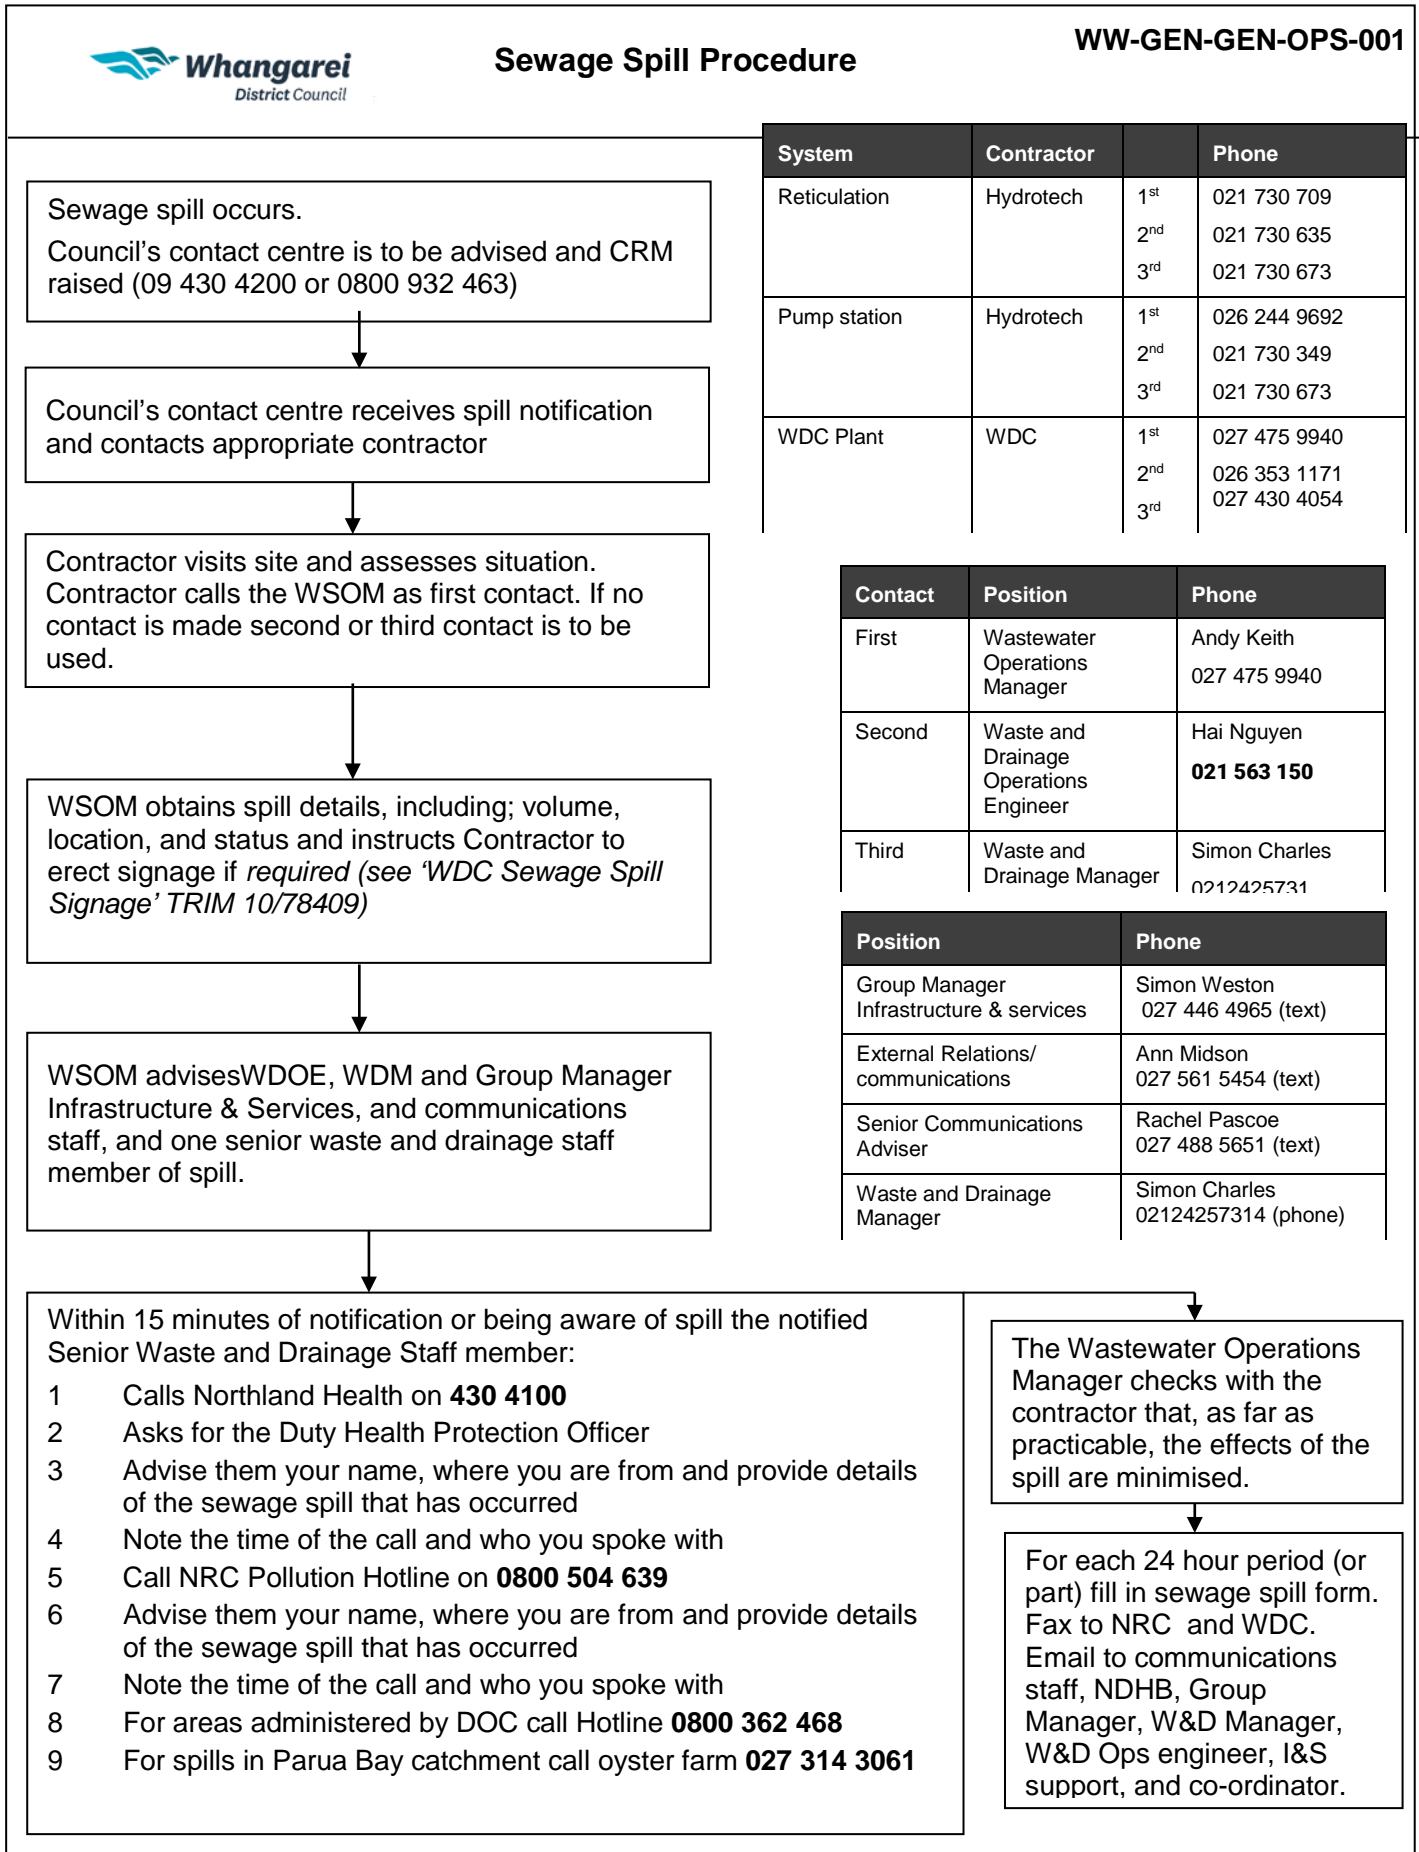 Whangarei
District Council
Sewage Spill Procedure
WW-GEN-GEN-OPS-001
Sewage spill occurs.
Council’s contact centre is to be advised and CRM
raised (09 430 4200 or 0800 932 463)
Council’s contact centre receives spill notification
and contacts appropriate contractor
Contractor visits site and assesses situation.
Contractor calls the WSOM as first contact. If no
contact is made second or third contact is to be
used.
WSOM obtains spill details, including; volume,
location, and status and instructs Contractor to
erect signage if required (see ‘WDC Sewage Spill
Signage’ TRIM 10/78409)
WSOM advisesWDOE, WDM and Group Manager
Infrastructure & Services, and communications
staff, and one senior waste and drainage staff
member of spill.
System Contractor Phone
Reticulation Hydrotech 1st 021 730 709
2nd 021 730 635
3rd 021 730 673
Pump station Hydrotech 1st 026 244 9692
2nd 021 730 349
3rd 021 730 673
WDC Plant WDC 1st 027 475 9940
2nd 026 353 1171
3rd 027 430 4054
Contact Position Phone
First Wastewater Andy Keith
Operations
Manager 027 475 9940
Second Waste and Hai Nguyen
Drainage
Operations 021 563 150
Engineer
Third Waste and Simon Charles
Drainage Manager 0212425731
Position Phone
Group Manager Simon Weston
Infrastructure & services 027 446 4965 (text)
External Relations/ Ann Midson
communications 027 561 5454 (text)
Senior Communications Rachel Pascoe
Adviser 027 488 5651 (text)
Waste and Drainage Simon Charles
Manager 02124257314 (phone)
Within 15 minutes of notification or being aware of spill the notified
Senior Waste and Drainage Staff member:
1 Calls Northland Health on 430 4100
2 Asks for the Duty Health Protection Officer
3 Advise them your name, where you are from and provide details
of the sewage spill that has occurred
4 Note the time of the call and who you spoke with
5 Call NRC Pollution Hotline on 0800 504 639
6 Advise them your name, where you are from and provide details
of the sewage spill that has occurred
7 Note the time of the call and who you spoke with
8 For areas administered by DOC call Hotline 0800 362 468
9 For spills in Parua Bay catchment call oyster farm 027 314 3061
The Wastewater Operations
Manager checks with the
contractor that, as far as
practicable, the effects of the
spill are minimised.
For each 24 hour period (or
part) fill in sewage spill form.
Fax to NRC and WDC.
Email to communications
staff, NDHB, Group
Manager, W&D Manager,
W&D Ops engineer, I&S
support, and co-ordinator.